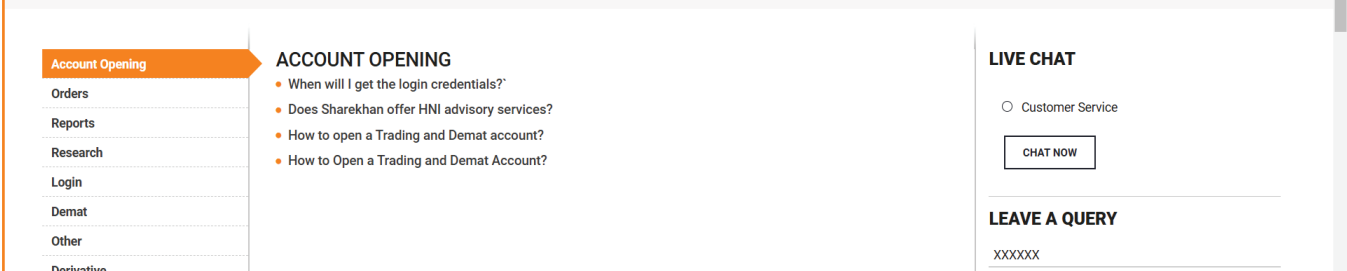 Account Opening
Orders
Reports
Research
Login
Demat
Other
Derivative
ACCOUNT OPENING
When will I get the login credentials?`
Does Sharekhan offer HNI advisory services?
How to open a Trading and Demat account?
How to Open a Trading and Demat Account?
LIVE CHAT
Customer Service
CHAT NOW
LEAVE A QUERY
XXXXXX